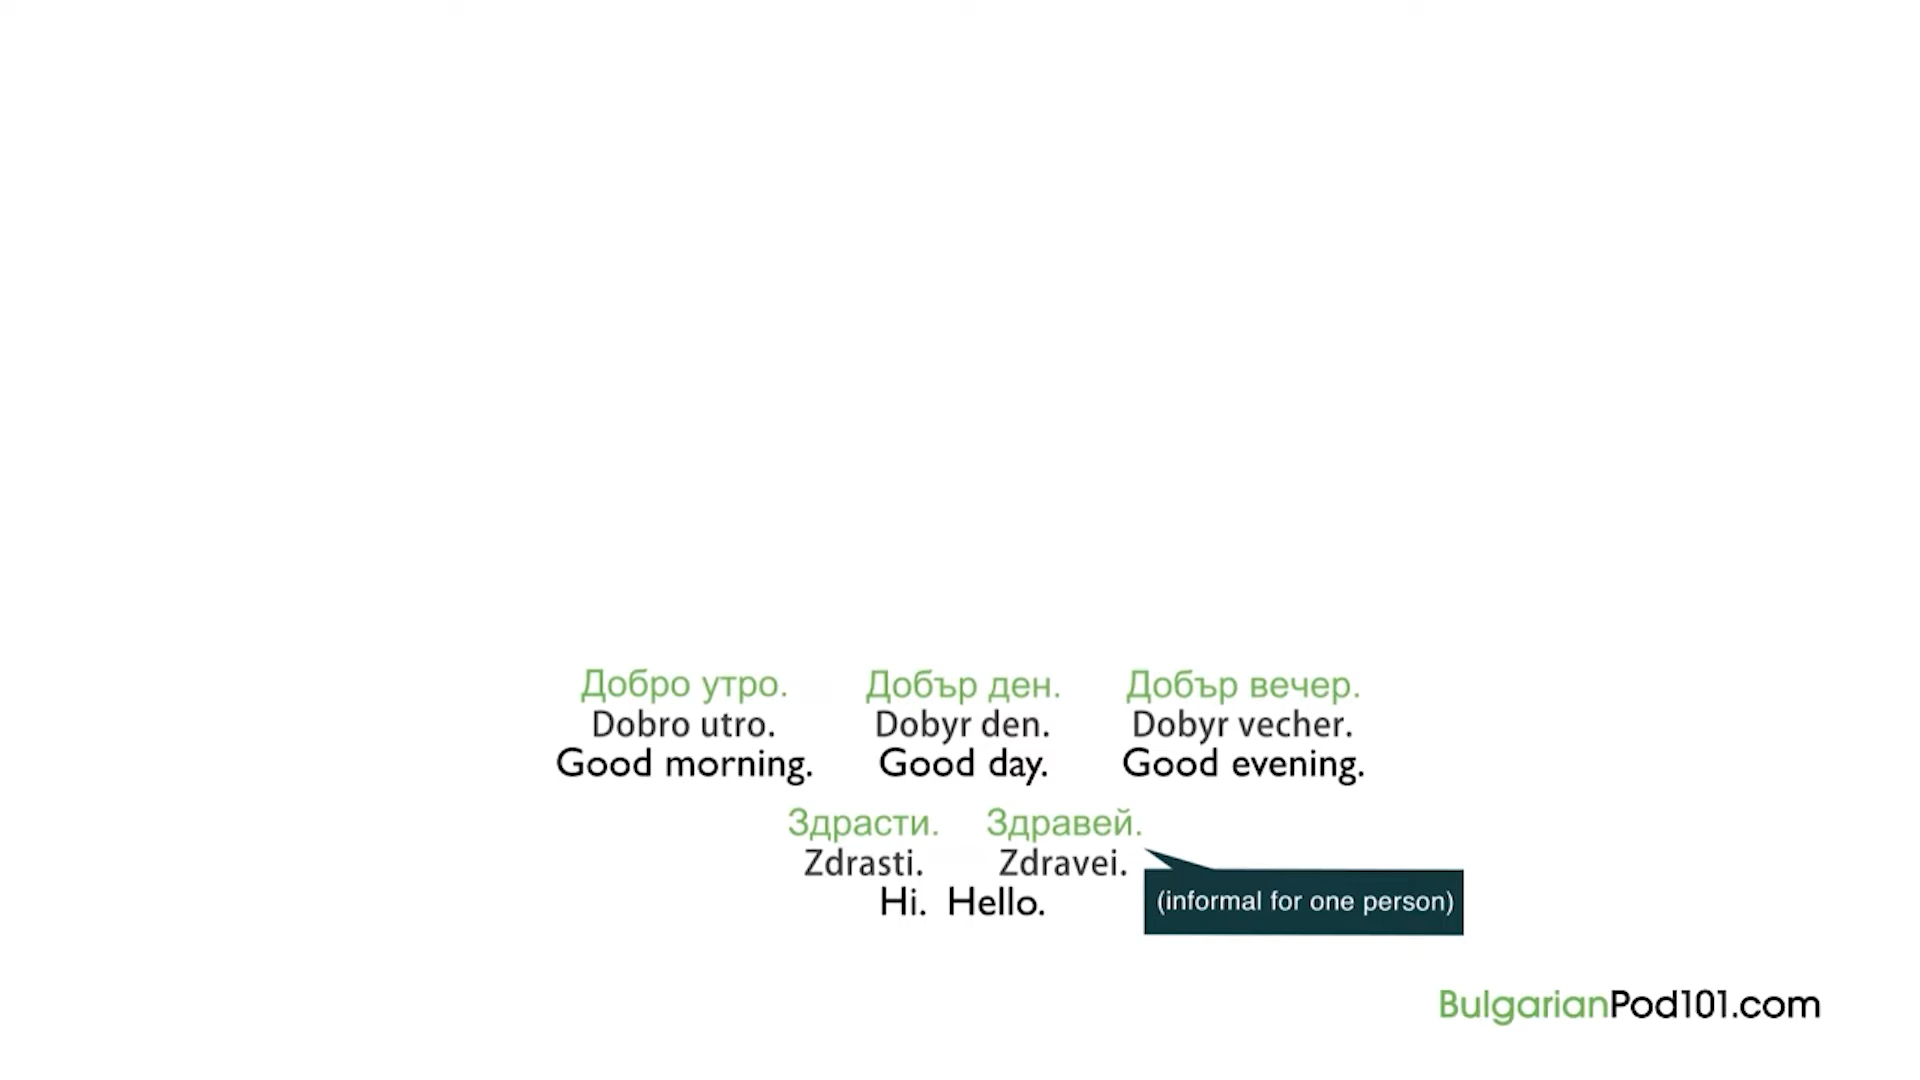 Добро утро. Добър ден. Добър вечер.
Dobro utro. Dobyr den. Dobyr vecher.
Good morning. Good day. Good evening.
Здрасти. Здравей.
Zdrasti. Zdravei.
Hi. Hello.
(informal for one person)
BulgarianPod101.com